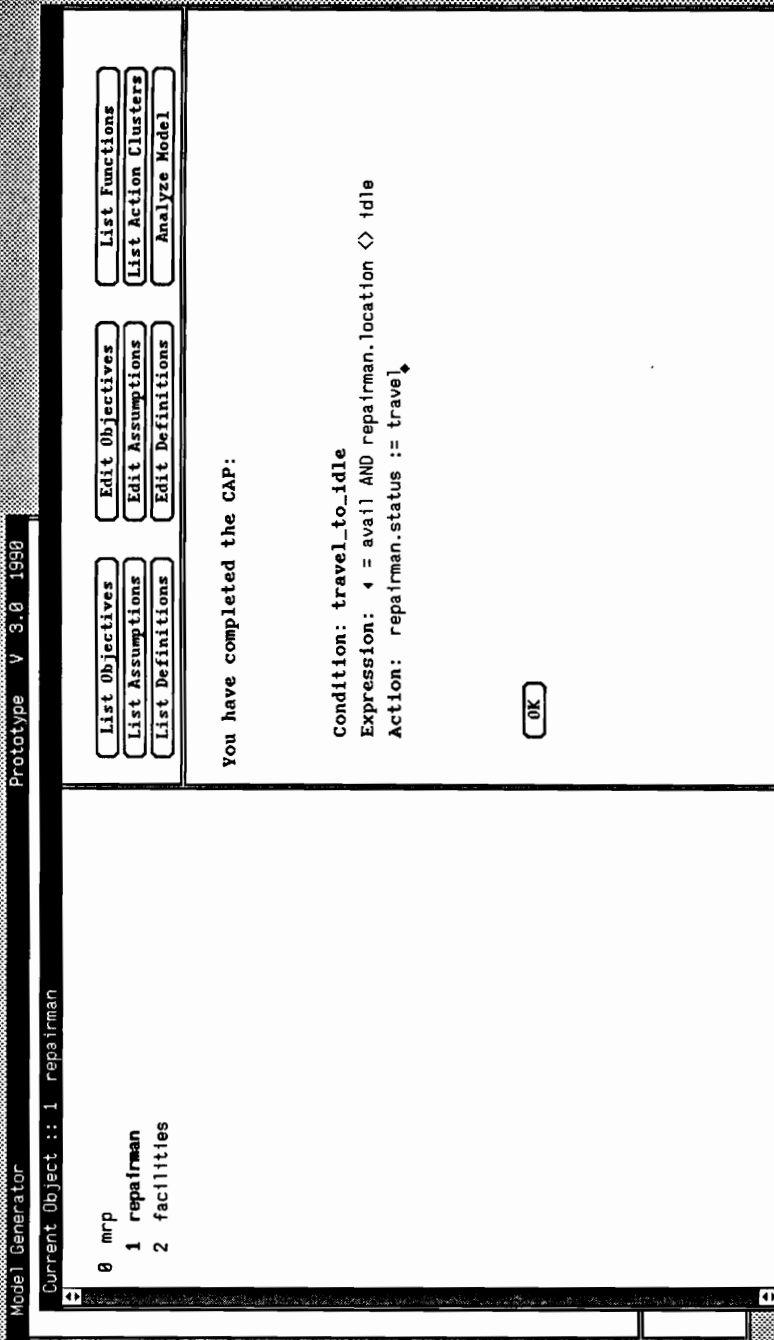 Model Generator Prototype V 3.0 1990
Current Object :: 1 repairman
0 mrp
1 repairman
2 facilities
List Objectives Edit Objectives List Functions
List Assumptions Edit Assumptions List Action Clusters
List Definitions Edit Definitions Analyze Model
You have completed the CAP:
Condition: travel_to_idle
Expression: = avail AND repairman.location <> idle
Action: repairman.status := travel
OK